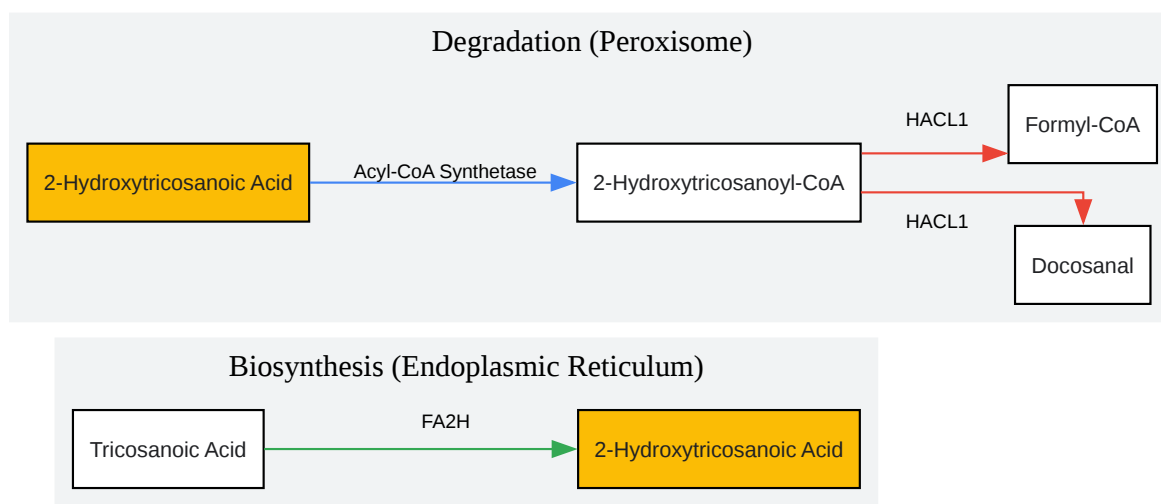 Degradation (Peroxisome)
HACL1
Formyl-CoA
2-Hydroxytricosanoic Acid
Acyl-CoA Synthetase
2-Hydroxytricosanoyl-CoA
HACL1
Docosanal
Biosynthesis (Endoplasmic Reticulum)
Tricosanoic Acid
FA2H
2-Hydroxytricosanoic Acid